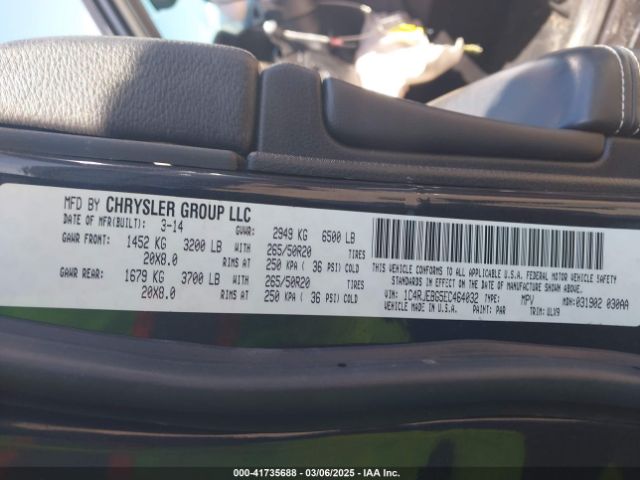 MFD BY CHRYSLER GROUP LLC
DATE OF MFR(BUILT): 3-14 GVWR: 2949 KG 6500 LB
GAWR FRONT: 1452 KG 3200 LB WITH 265/50R20 TIRES
20X8.0 RIMS AT 250 KPA ( 36 PSI) COLD
GAWR REAR: 1679 KG 3700 LB WITH 265/50R20 TIRES
20X8.0 RIMS AT 250 KPA ( 36 PSI) COLD
THIS VEHICLE CONFORMS TO ALL APPLICABLE U.S.A. FEDERAL MOTOR VEHICLE SAFETY
STANDARDS IN EFFECT ON THE DATE OF MANUFACTURE SHOWN ABOVE.
VIN: 1C4RJEBG5EC464032 TYPE: MPV MDH: 031902 030AA
VEHICLE MADE IN U.S.A. PAINT: PAR TRIM: ULX9
000-41735688 - 03/06/2025 - IAA Inc.